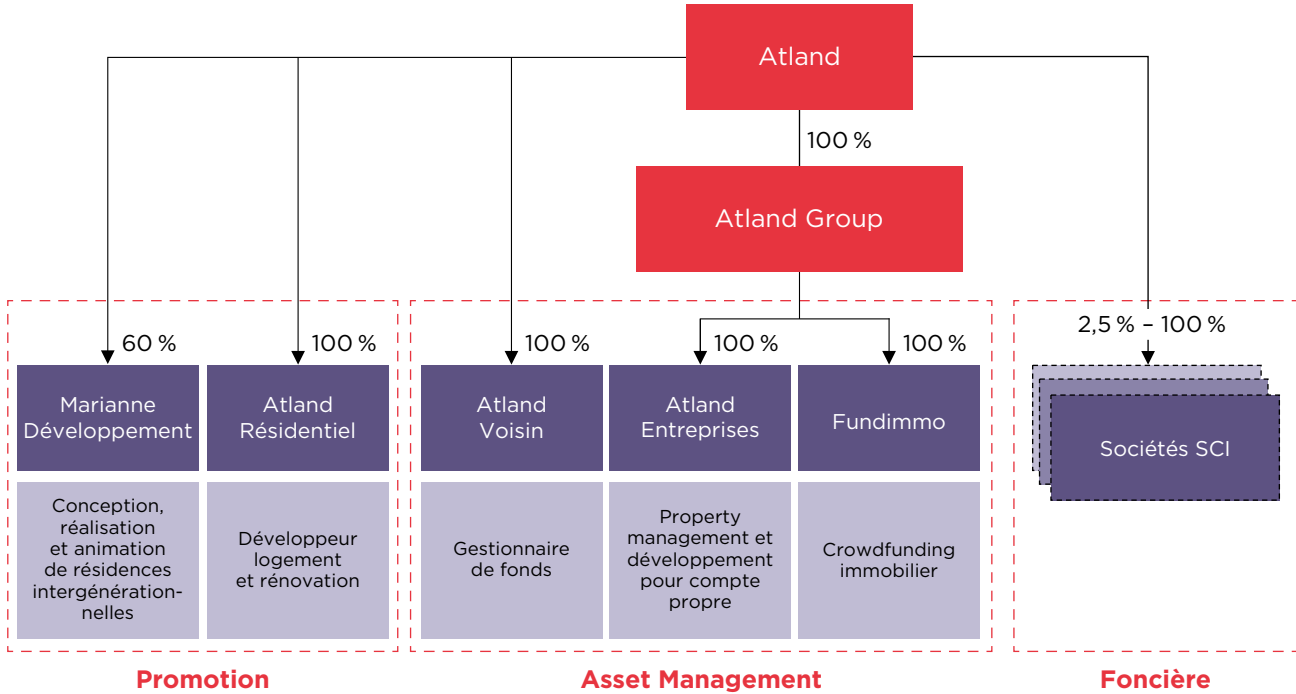 Atland
100 %
Atland Group
60 %
100 %
100 %
100 %
100 %
2,5 % – 100 %
Marianne
Développement
Atland
Résidentiel
Atland
Voisin
Atland
Entreprises
Fundimmo
Sociétés SCI
Conception,
réalisation
et animation
de résidences
intergénération-
nelles
Développeur
logement
et rénovation
Gestionnaire
de fonds
Property
management et
développement
pour compte
propre
Crowdfunding
immobilier
Promotion
Asset Management
Foncière